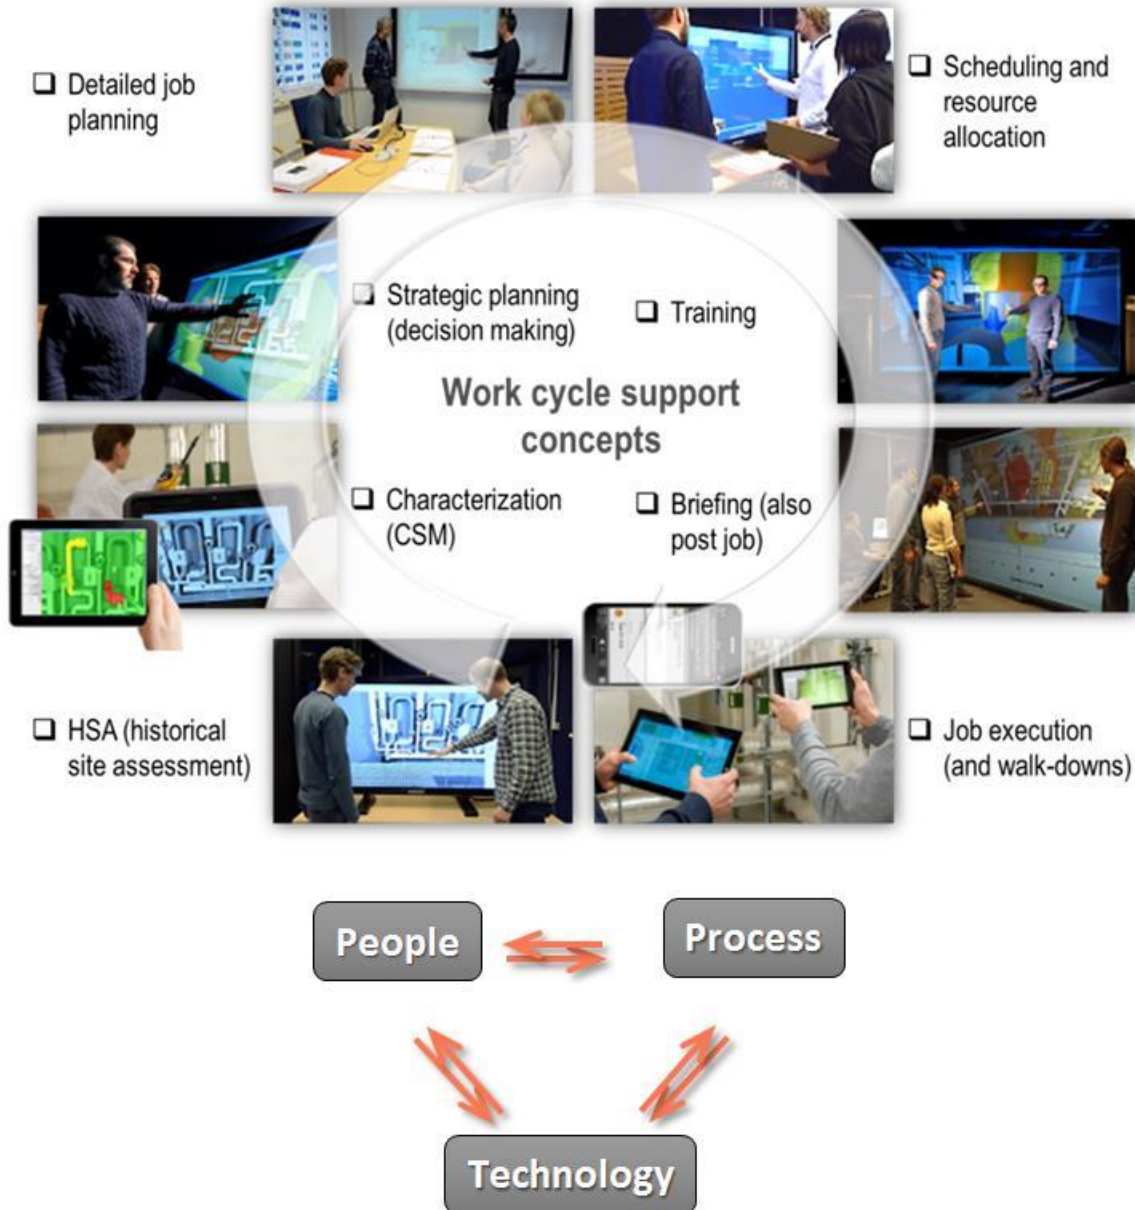 Detailed job
planning
Scheduling and
resource
allocation
Strategic planning
(decision making)
Training
Work cycle support
concepts
Characterization
(CSM)
Briefing (also
post job)
HSA (historical
site assessment)
Job execution
(and walk-downs)
People
Process
Technology